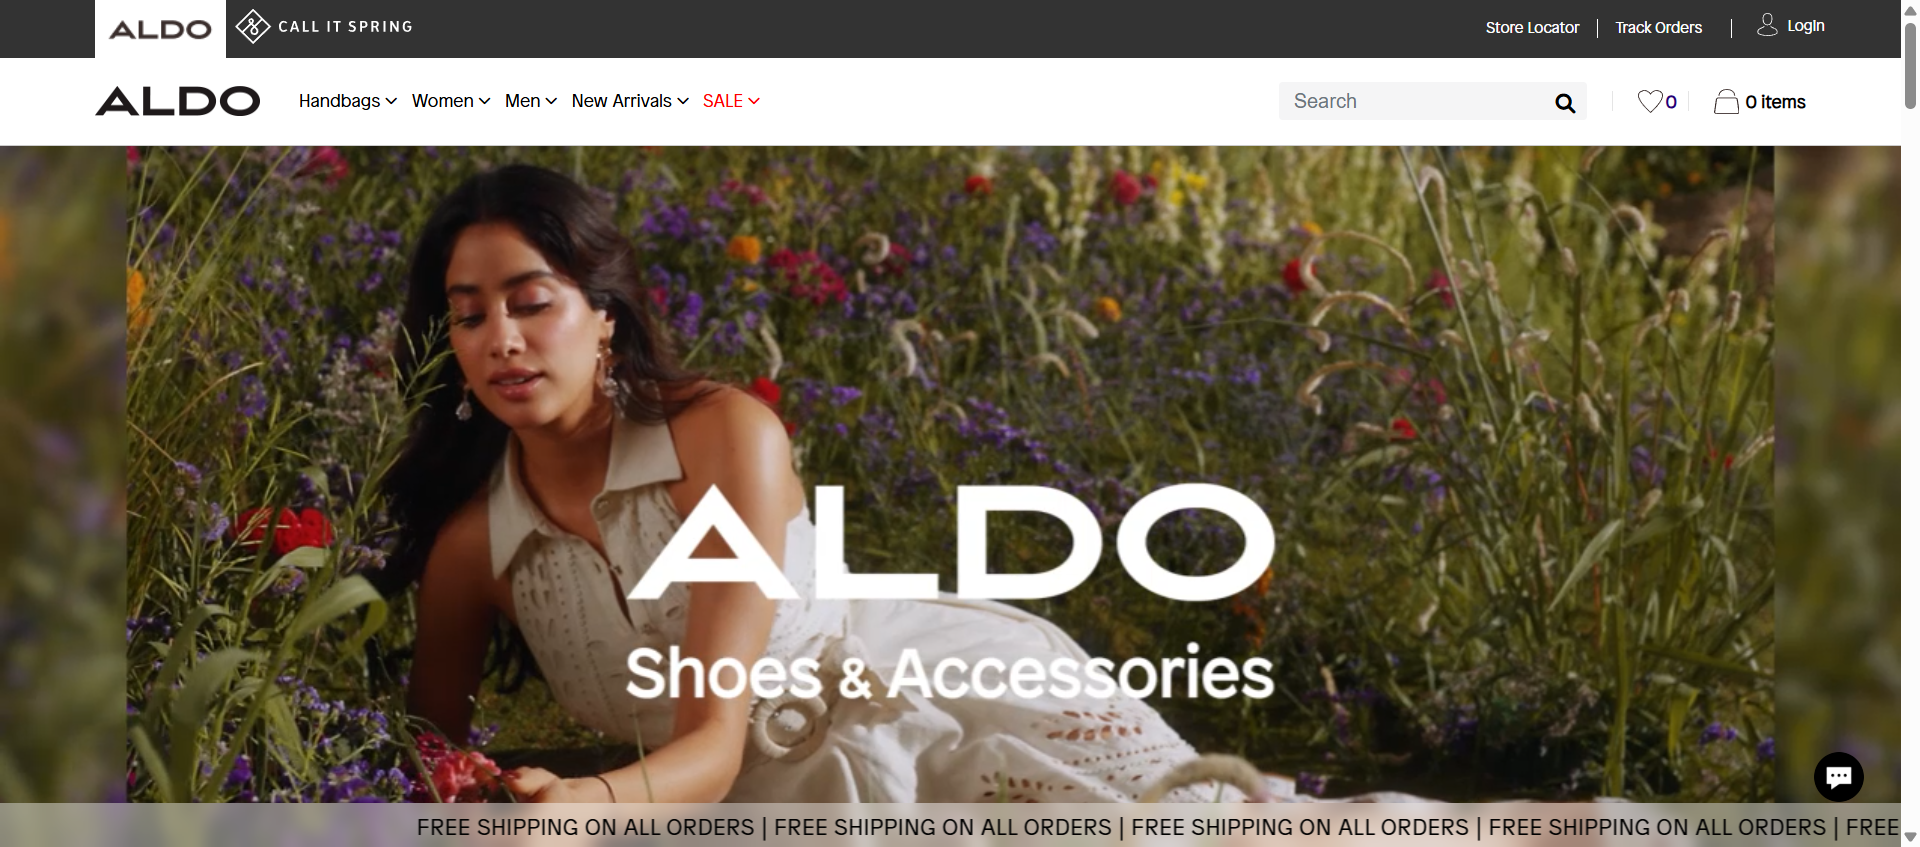 ALDO
CALL IT SPRING
Store Locator
Track Orders
Login
ALDO
Handbags
Women
Men
New Arrivals
SALE
Search
0
0 items
ALDO
Shoes & Accessories
FREE SHIPPING ON ALL ORDERS | FREE SHIPPING ON ALL ORDERS | FREE SHIPPING ON ALL ORDERS | FREE SHIPPING ON ALL ORDERS | FREE